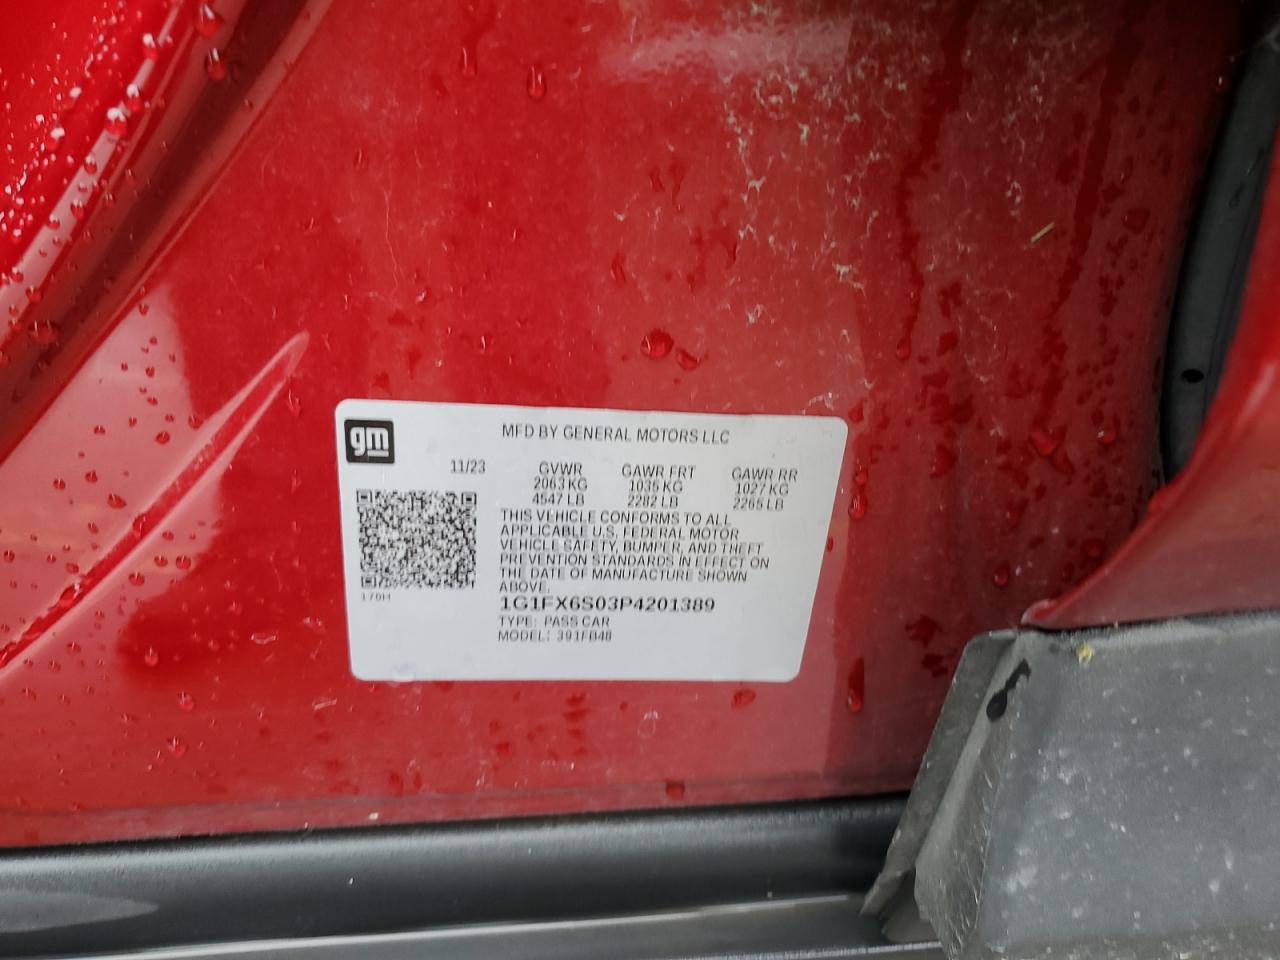 gm
MFD BY GENERAL MOTORS LLC
11/23 GVWR GAWR FRT GAWR RR
2063 KG 1035 KG 1027 KG
4547 LB 2282 LB 2265 LB
THIS VEHICLE CONFORMS TO ALL
APPLICABLE U.S. FEDERAL MOTOR
VEHICLE SAFETY, BUMPER, AND THEFT
PREVENTION STANDARDS IN EFFECT ON
THE DATE OF MANUFACTURE SHOWN
ABOVE.
1G1FX6S03P4201389
TYPE: PASS CAR
MODEL: 391FB48